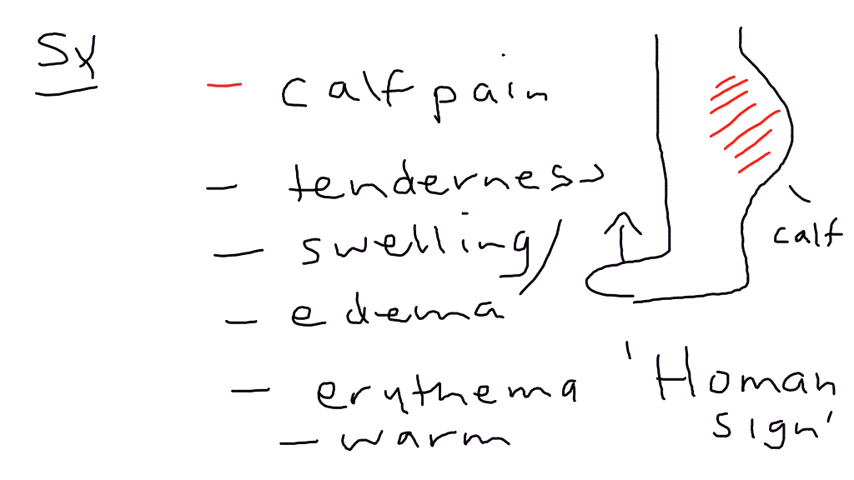 Sx
- calf pain
- tenderness
- swelling/
- edema
- erythema
- warm
calf
'Homan
sign'